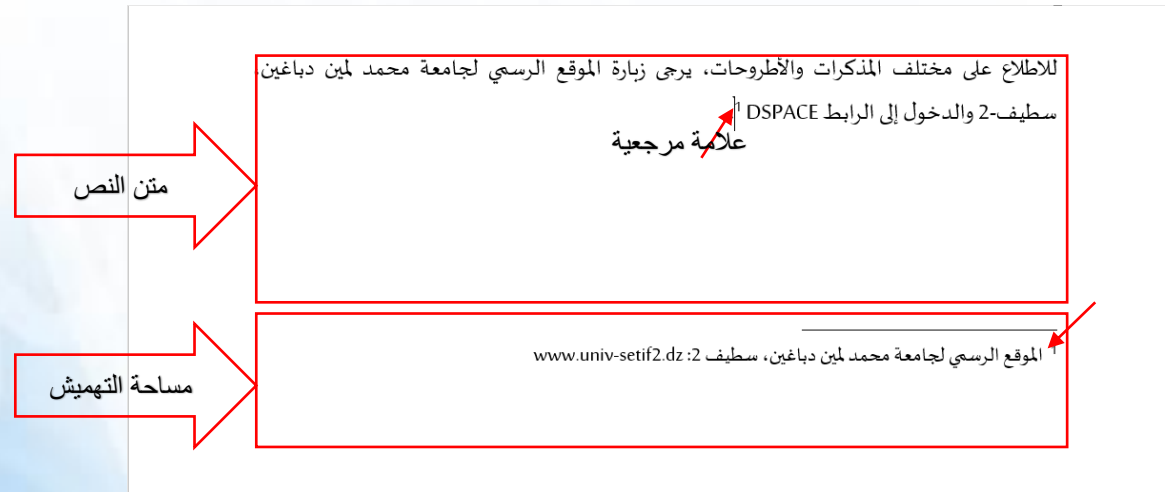 للاطلاع على مختلف المذكرات والأطروحات، يرجى زيارة الموقع الرسمي لجامعة محمد لمين دباغين،
سطيف-2 والدخول إلى الرابط DSPACE 1
علامة مرجعية
متن النص
1 الموقع الرسمي لجامعة محمد لمين دباغين، سطيف 2: www.univ-setif2.dz
مساحة التهميش